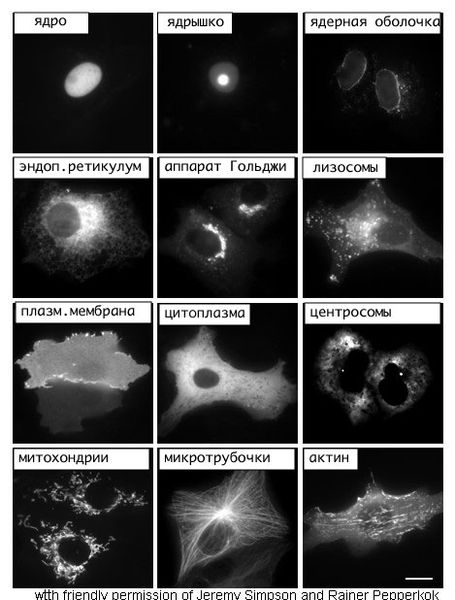 ядро
ядрышко
ядерная оболочка
эндоп.ретикулум
аппарат Гольджи
лизосомы
плазм.мембрана
цитоплазма
центросомы
митохондрии
микротрубочки
актин
wtth friendly permission of Jeremy Simpson and Rainer Pepperkok